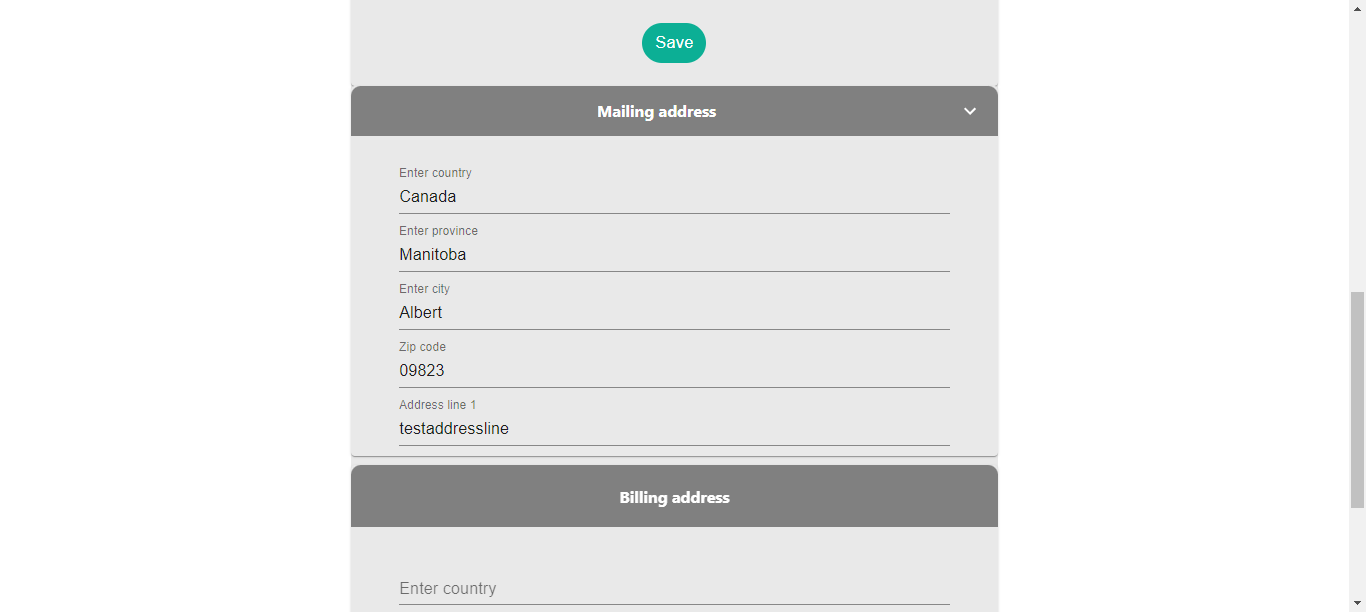 Save
Mailing address
Enter country
Canada
Enter province
Manitoba
Enter city
Albert
Zip code
09823
Address line 1
testaddressline
Billing address
Enter country